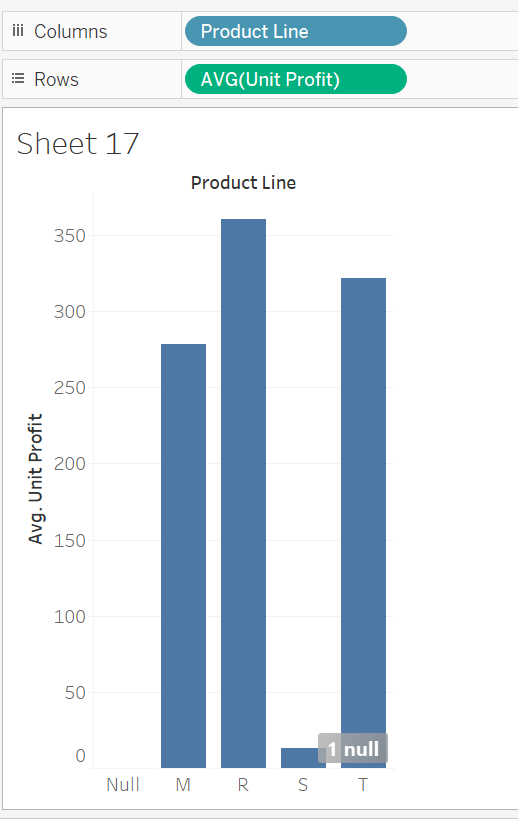 Columns
Product Line
Rows
AVG(Unit Profit)
Sheet 17
Product Line
Avg. Unit Profit
350
300
250
200
150
100
50
0
1 null
Null M R S T